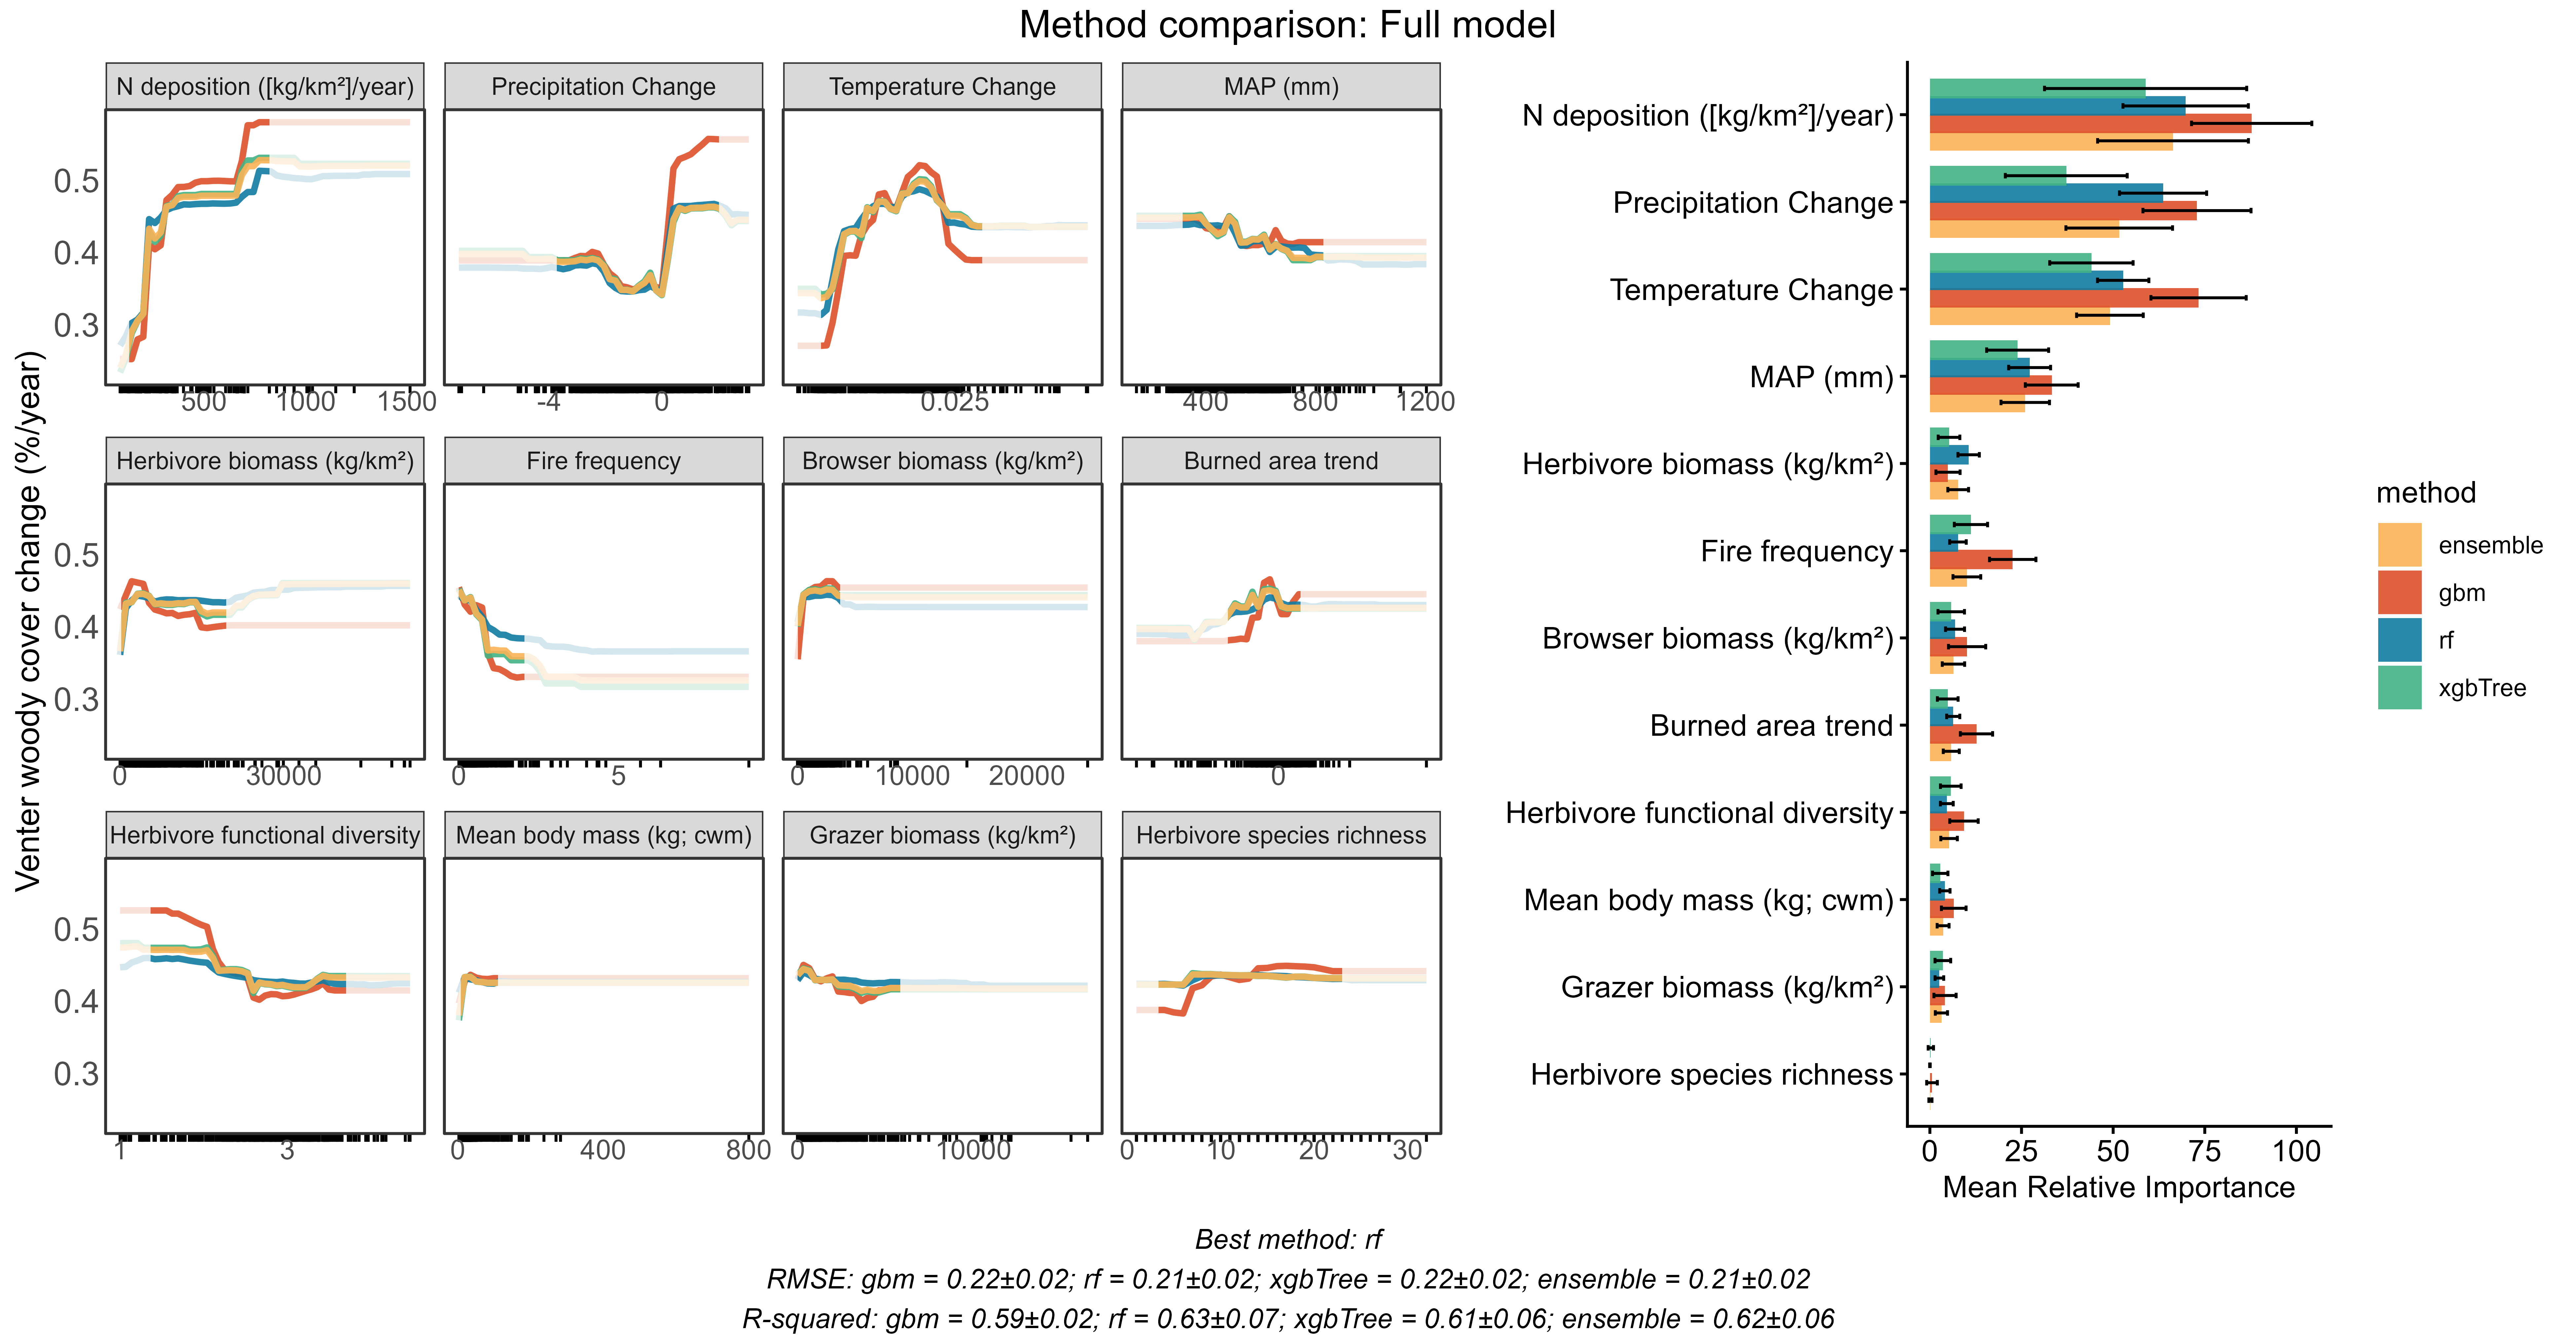 Method comparison: Full model
Venter woody cover change (%/year)
N deposition ([kg/km²]/year)
Precipitation Change
Temperature Change
MAP (mm)
0.5
0.4
0.3
500 1000 1500
-4 0
0.025
400 800 1200
Herbivore biomass (kg/km²)
Fire frequency
Browser biomass (kg/km²)
Burned area trend
0.5
0.4
0.3
0 30000
0 5
0 10000 20000
0
Herbivore functional diversity
Mean body mass (kg; cwm)
Grazer biomass (kg/km²)
Herbivore species richness
0.5
0.4
0.3
1 3
0 400 800
0 10000
0 10 20 30
N deposition ([kg/km²]/year)
Precipitation Change
Temperature Change
MAP (mm)
Herbivore biomass (kg/km²)
Fire frequency
Browser biomass (kg/km²)
Burned area trend
Herbivore functional diversity
Mean body mass (kg; cwm)
Grazer biomass (kg/km²)
Herbivore species richness
0 25 50 75 100
Mean Relative Importance
method
ensemble
gbm
rf
xgbTree
Best method: rf
RMSE: gbm = 0.22±0.02; rf = 0.21±0.02; xgbTree = 0.22±0.02; ensemble = 0.21±0.02
R-squared: gbm = 0.59±0.02; rf = 0.63±0.07; xgbTree = 0.61±0.06; ensemble = 0.62±0.06